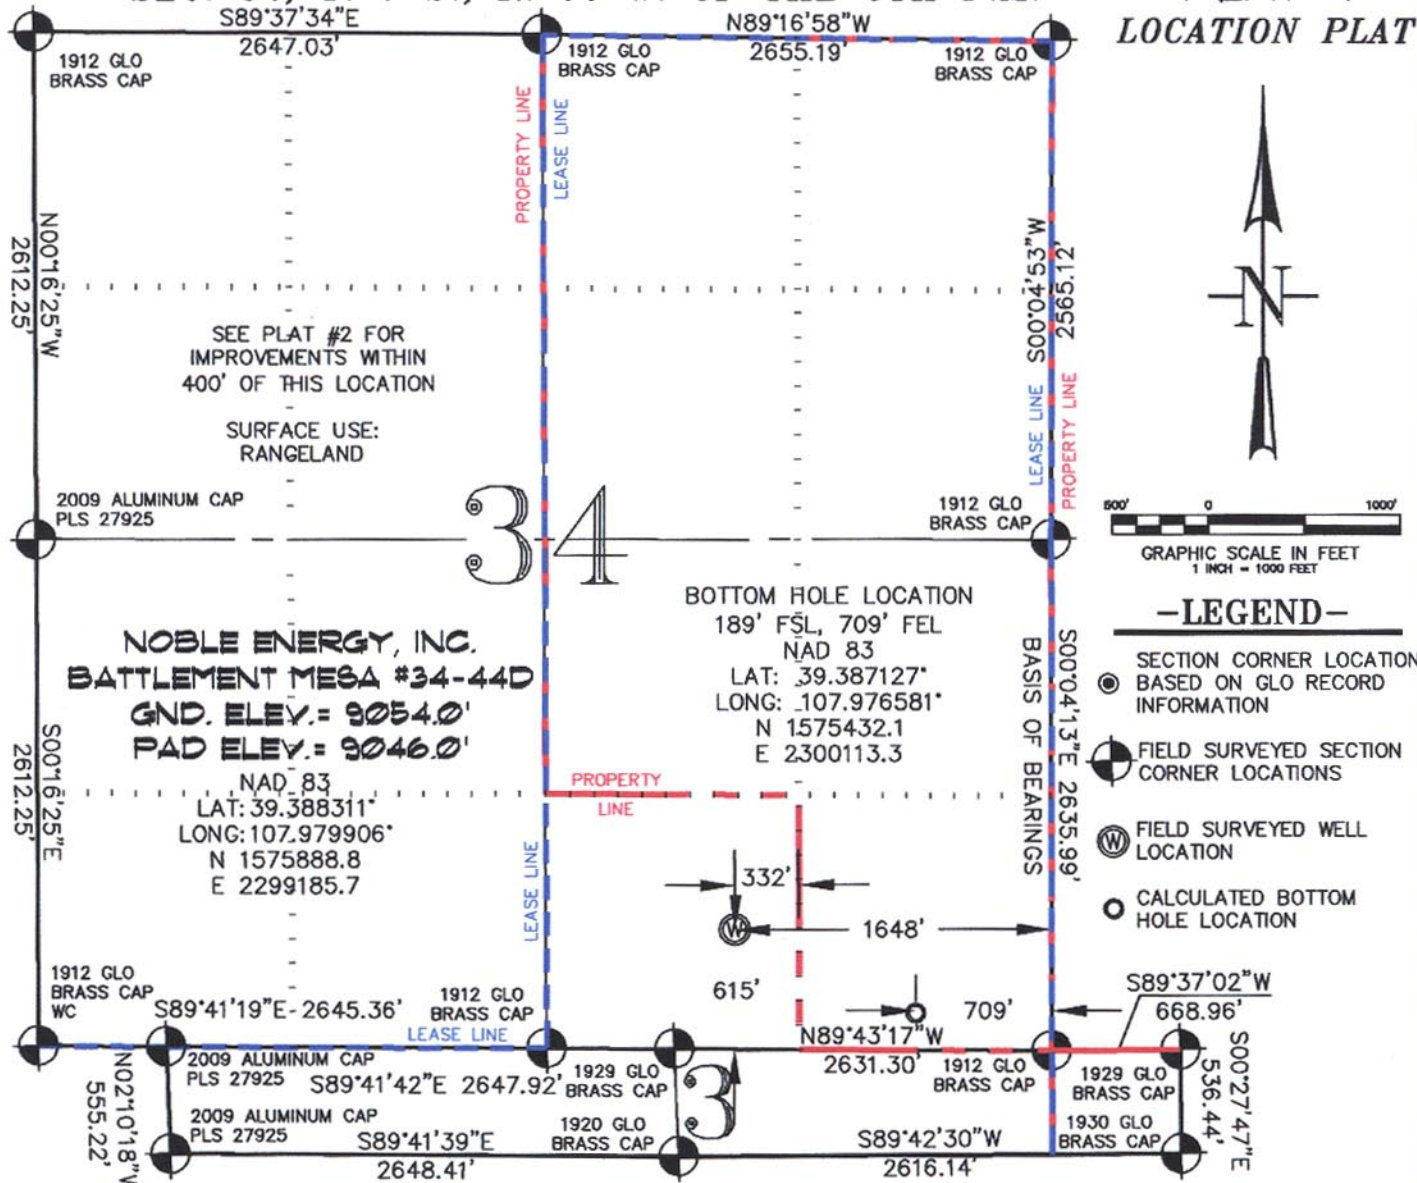 LOCATION PLAT
S89°37'34"E
2647.03'
N89°16'58"W
2655.19'
1912 GLO
BRASS CAP
1912 GLO
BRASS CAP
1912 GLO
BRASS CAP
PROPERTY LINE
LEASE LINE
N00°16'25"W
2612.25'
S00°04'53"W
2565.12'
LEASE LINE
PROPERTY LINE
N
SEE PLAT #2 FOR
IMPROVEMENTS WITHIN
400' OF THIS LOCATION
SURFACE USE:
RANGELAND
2009 ALUMINUM CAP
PLS 27925
34
1912 GLO
BRASS CAP
500' 0 1000'
GRAPHIC SCALE IN FEET
1 INCH = 1000 FEET
BOTTOM HOLE LOCATION
189' FSL, 709' FEL
NAD 83
LAT: 39.387127°
LONG: 107.976581°
N 1575432.1
E 2300113.3
NOBLE ENERGY, INC.
BATTLEMENT MESA #34-44D
GND. ELEV.= 9054.0'
PAD ELEV.= 9046.0'
NAD 83
LAT: 39.388311°
LONG: 107.979906°
N 1575888.8
E 2299185.7
S00°16'25"E
2612.25'
S00°04'13"E 2635.99'
BASIS OF BEARINGS
-LEGEND-
SECTION CORNER LOCATION
BASED ON GLO RECORD
INFORMATION
FIELD SURVEYED SECTION
CORNER LOCATIONS
W
FIELD SURVEYED WELL
LOCATION
CALCULATED BOTTOM
HOLE LOCATION
PROPERTY
LINE
LEASE LINE
332'
W
1648'
615'
709'
1912 GLO
BRASS CAP
WC
S89°41'19"E-2645.36'
1912 GLO
BRASS CAP
LEASE LINE
N89°43'17"W
2631.30'
S89°37'02"W
668.96'
2009 ALUMINUM CAP
PLS 27925
S89°41'42"E 2647.92'
1929 GLO
BRASS CAP
1912 GLO
BRASS CAP
1929 GLO
BRASS CAP
N02°10'18"W
555.22'
S00°27'47"E
536.44'
2009 ALUMINUM CAP
PLS 27925
S89°41'39"E
2648.41'
1920 GLO
BRASS CAP
3
S89°42'30"W
2616.14'
1930 GLO
BRASS CAP